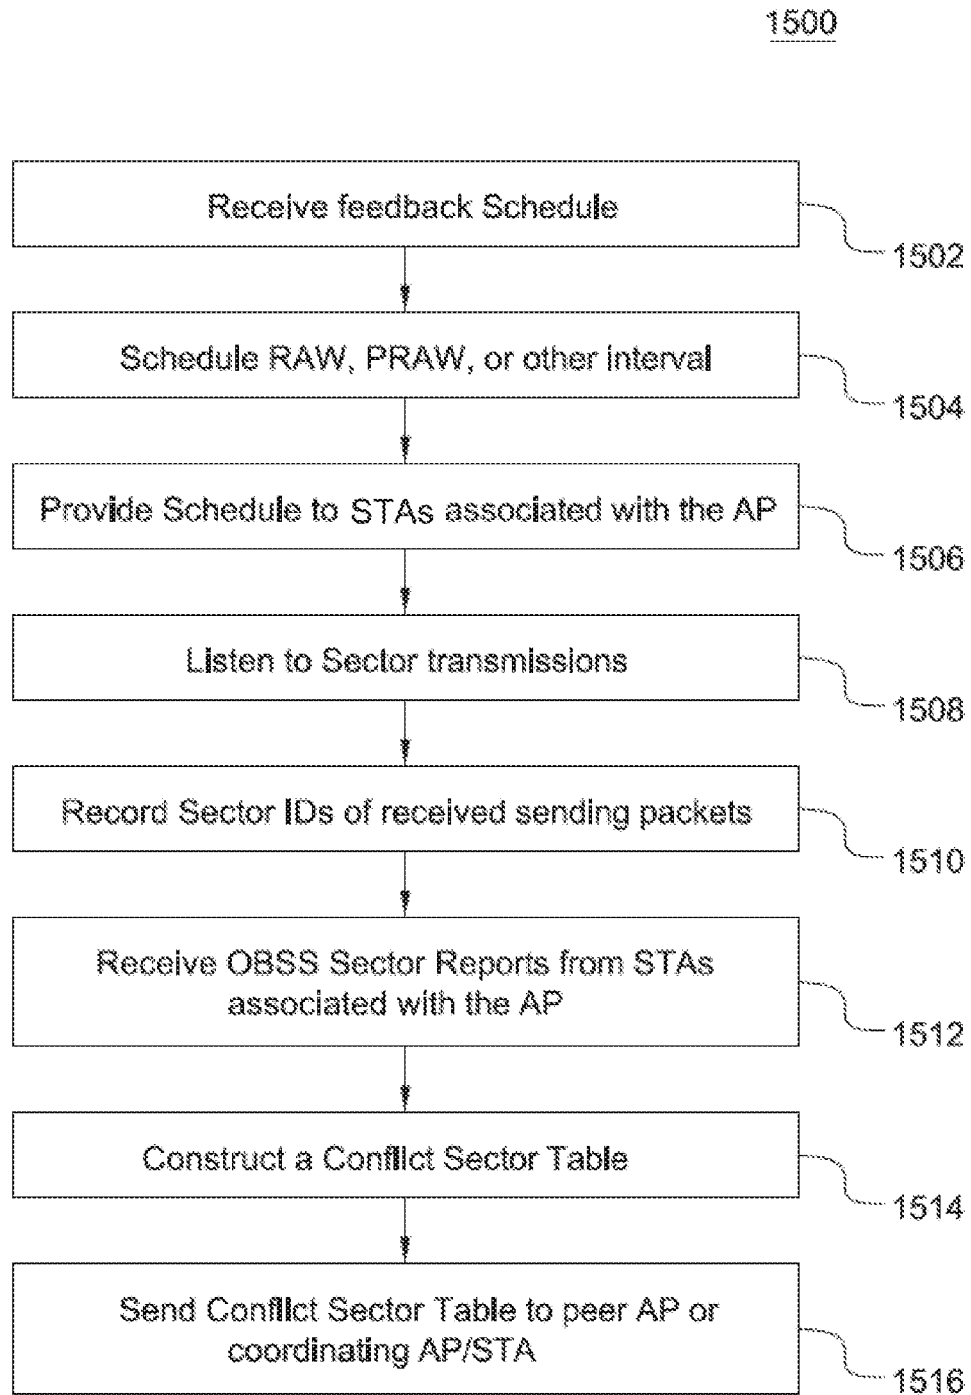 1500
Receive feedback Schedule
1502
Schedule RAW, PRAW, or other interval
1504
Provide Schedule to STAs associated with the AP
1506
Listen to Sector transmissions
1508
Record Sector IDs of received sending packets
1510
Receive OBSS Sector Reports from STAs
associated with the AP
1512
Construct a Conflict Sector Table
1514
Send Conflict Sector Table to peer AP or
coordinating AP/STA
1516